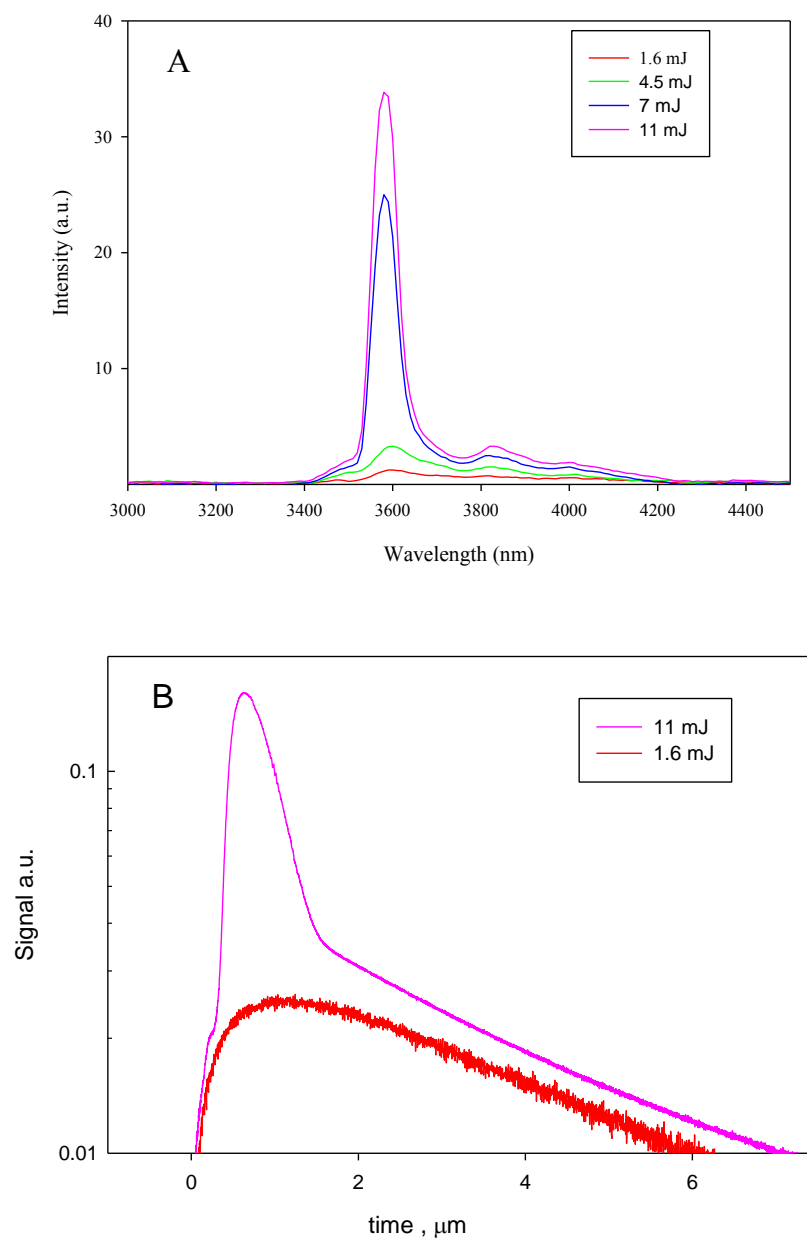 40
A
1.6 mJ
4.5 mJ
7 mJ
11 mJ
30
20
10
Intensity (a.u.)
3000 3200 3400 3600 3800 4000 4200 4400
Wavelength (nm)
B
11 mJ
1.6 mJ
0.1
Signal a.u.
0.01
0 2 4 6
time , μm